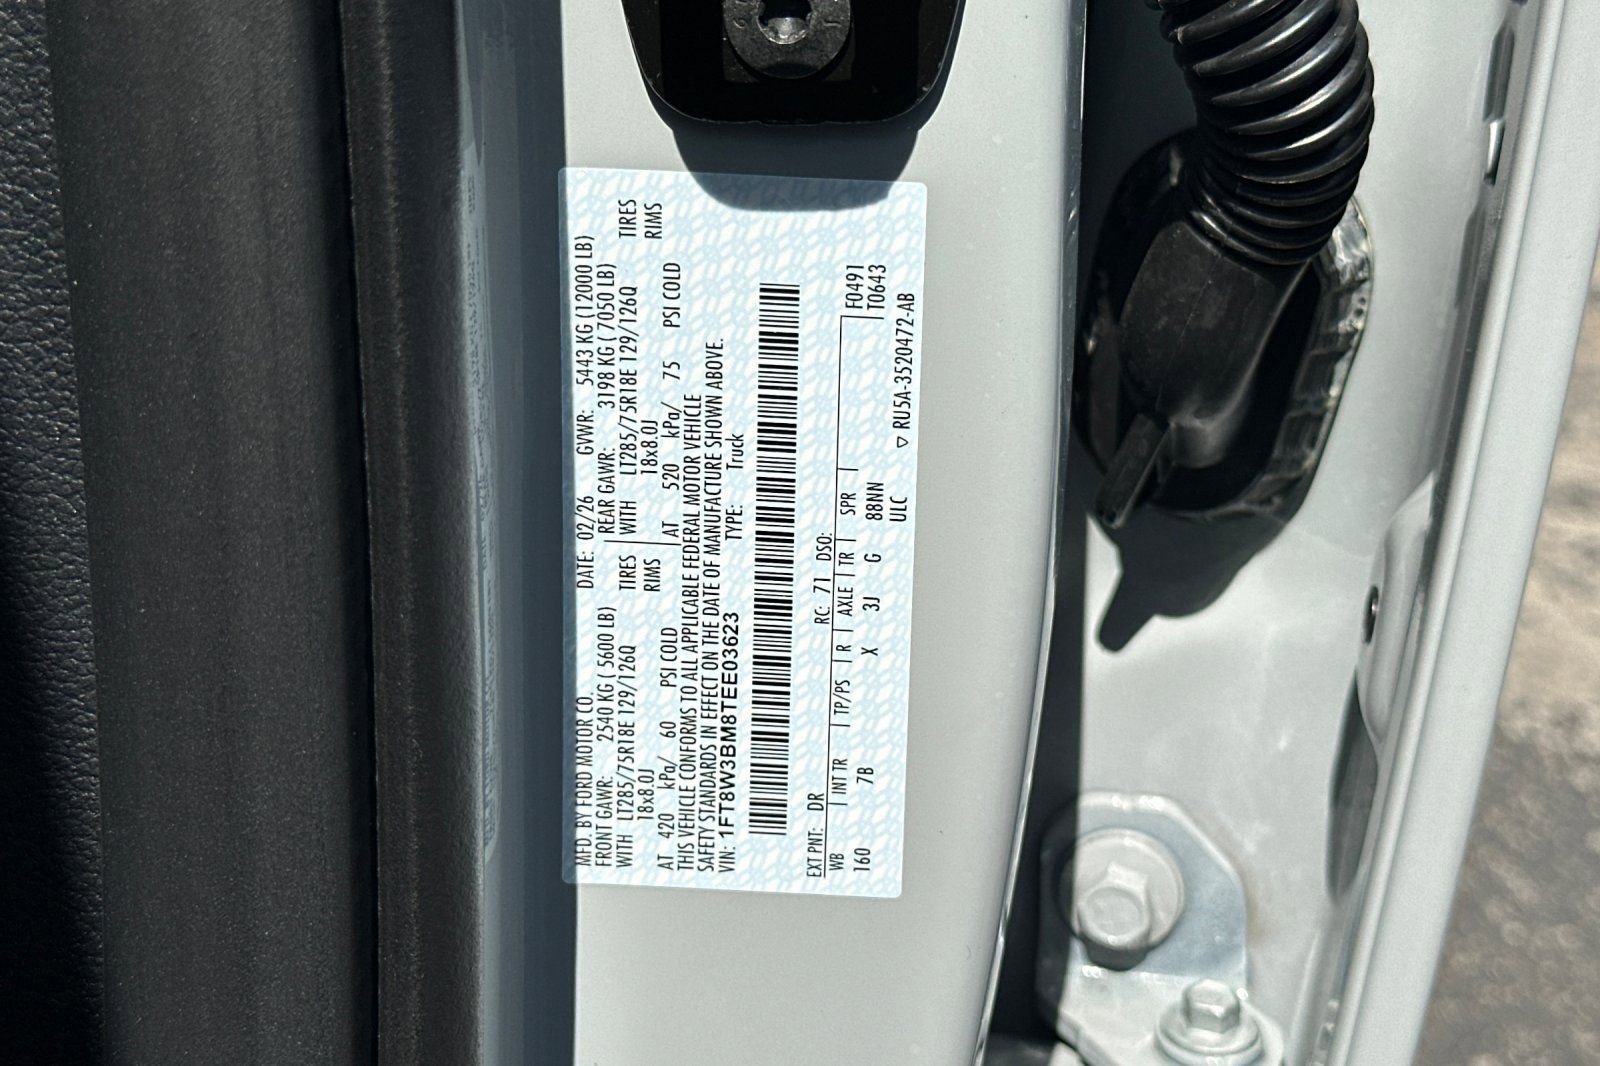 MFD. BY FORD MOTOR CO.
DATE: 02/26 GVWR: 5443 KG (12000 LB)
FRONT GAWR: 2540 KG ( 5600 LB) REAR GAWR: 3198 KG ( 7050 LB)
WITH LT285/75R18E 129/126Q TIRES WITH LT285/75R18E 129/126Q TIRES
18x8.0J RIMS 18x8.0J RIMS
AT 420 kPa/ 60 PSI COLD AT 520 kPa/ 75 PSI COLD
THIS VEHICLE CONFORMS TO ALL APPLICABLE FEDERAL MOTOR VEHICLE
SAFETY STANDARDS IN EFFECT ON THE DATE OF MANUFACTURE SHOWN ABOVE.
VIN: 1FT8W3BM8TEE03623 TYPE: Truck
EXT PNT: DR RC: 71 DSO:
WB INT TR TP/PS R AXLE TR SPR F0491
160 7B X 3J G 88NN T0643
ULC
▽ RU5A-3520472-AB